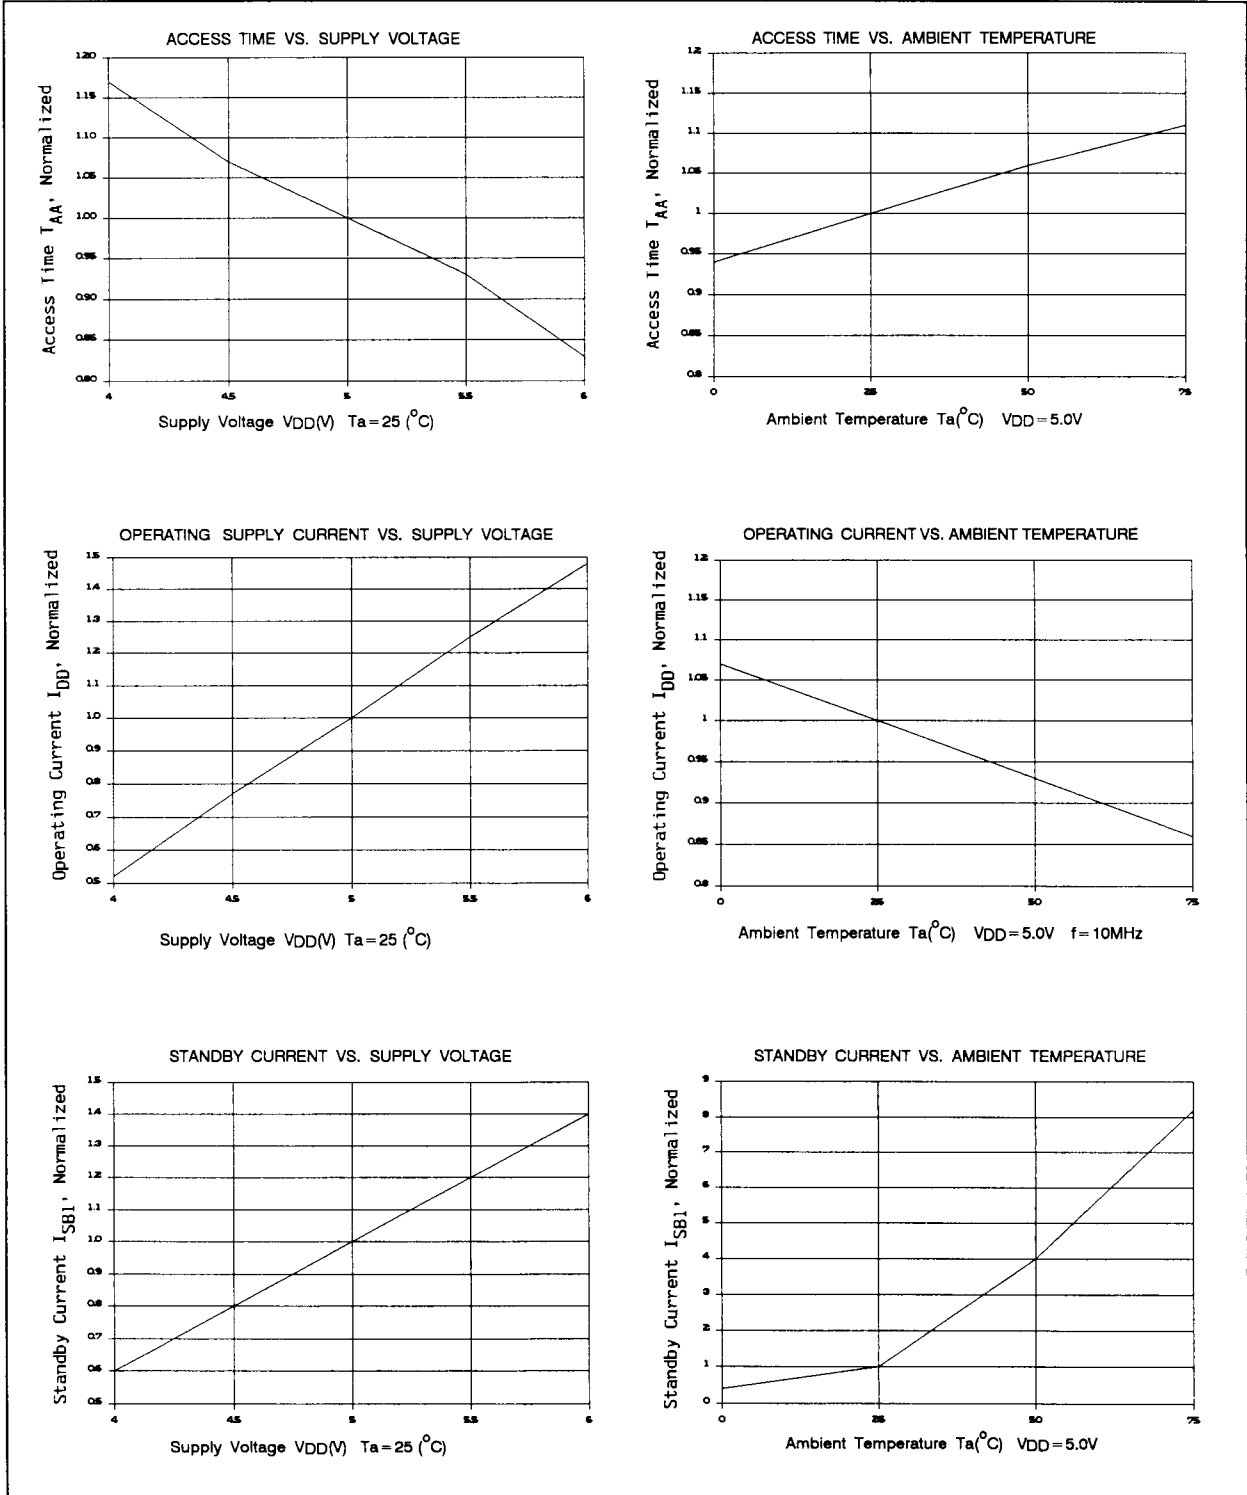 ACCESS TIME VS. SUPPLY VOLTAGE
Access Time TAA, Normalized
1.20
1.15
1.10
1.05
1.00
0.95
0.90
0.85
0.80
4 4.5 5 5.5 6
Supply Voltage VDD(V) Ta=25 (°C)
ACCESS TIME VS. AMBIENT TEMPERATURE
Access Time TAA, Normalized
1.2
1.15
1.1
1.05
1
0.95
0.9
0.85
0.8
0 25 50 75
Ambient Temperature Ta(°C) VDD=5.0V
OPERATING SUPPLY CURRENT VS. SUPPLY VOLTAGE
Operating Current IDD, Normalized
1.5
1.4
1.3
1.2
1.1
1.0
0.9
0.8
0.7
0.6
0.5
4 4.5 5 5.5 6
Supply Voltage VDD(V) Ta=25 (°C)
OPERATING CURRENT VS. AMBIENT TEMPERATURE
Operating Current IDD, Normalized
1.2
1.15
1.1
1.05
1
0.95
0.9
0.85
0.8
0 25 50 75
Ambient Temperature Ta(°C) VDD=5.0V f=10MHz
STANDBY CURRENT VS. SUPPLY VOLTAGE
Standby Current ISB1, Normalized
1.5
1.4
1.3
1.2
1.1
1.0
0.9
0.8
0.7
0.6
0.5
4 4.5 5 5.5 6
Supply Voltage VDD(V) Ta=25 (°C)
STANDBY CURRENT VS. AMBIENT TEMPERATURE
Standby Current ISB1, Normalized
9
8
7
6
5
4
3
2
1
0
0 25 50 75
Ambient Temperature Ta(°C) VDD=5.0V